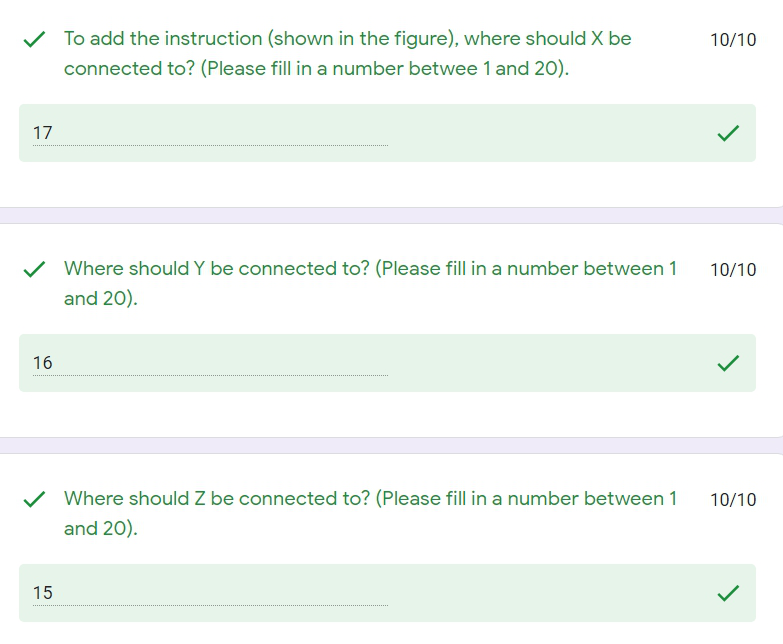 To add the instruction (shown in the figure), where should X be 10/10
connected to? (Please fill in a number betwee 1 and 20).
17
Where should Y be connected to? (Please fill in a number between 1 10/10
and 20).
16
Where should Z be connected to? (Please fill in a number between 1 10/10
and 20).
15